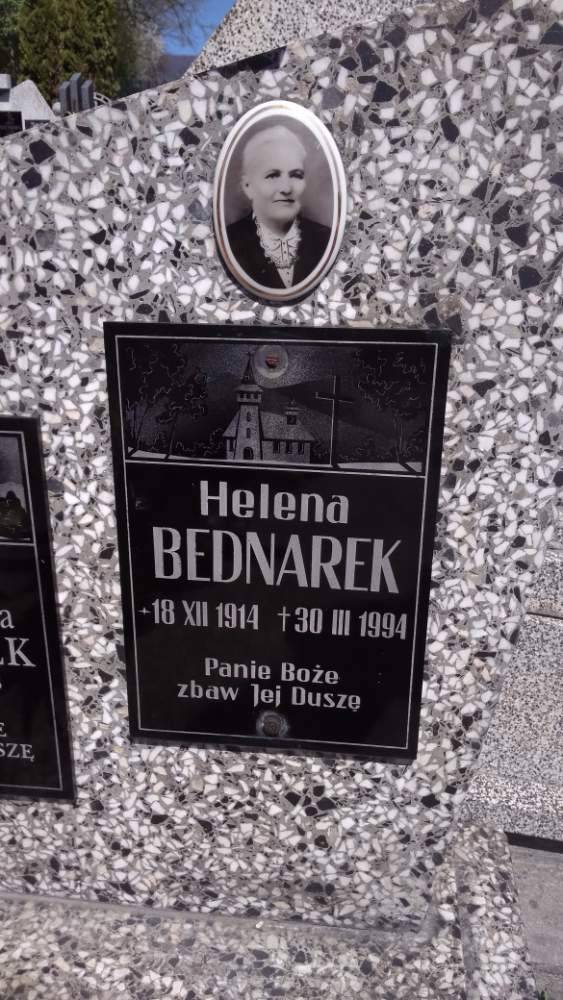 Helena
BEDNAREK
18 XII 1914 † 30 III 1994
Panie Boże
zbaw Jej Duszę